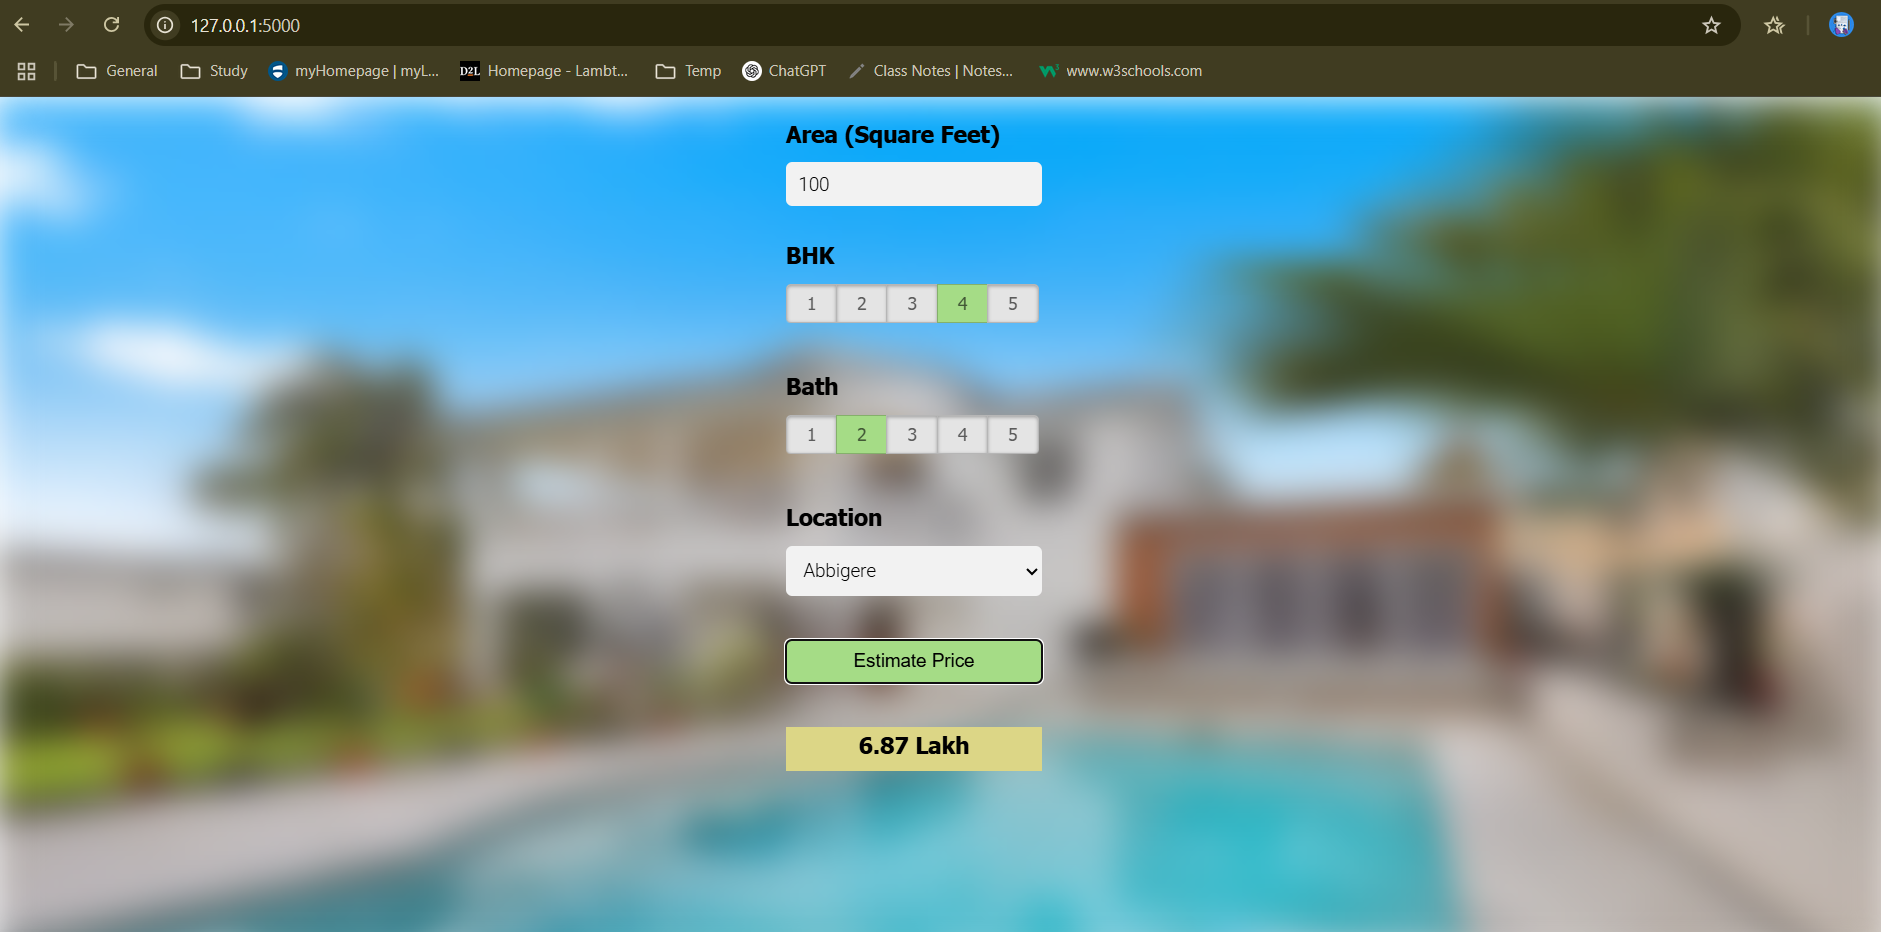 127.0.0.1:5000
General Study myHomepage | myL... D2L Homepage - Lambt... Temp ChatGPT Class Notes | Notes... www.w3schools.com
Area (Square Feet)
100
BHK
1 2 3 4 5
Bath
1 2 3 4 5
Location
Abbigere
Estimate Price
6.87 Lakh